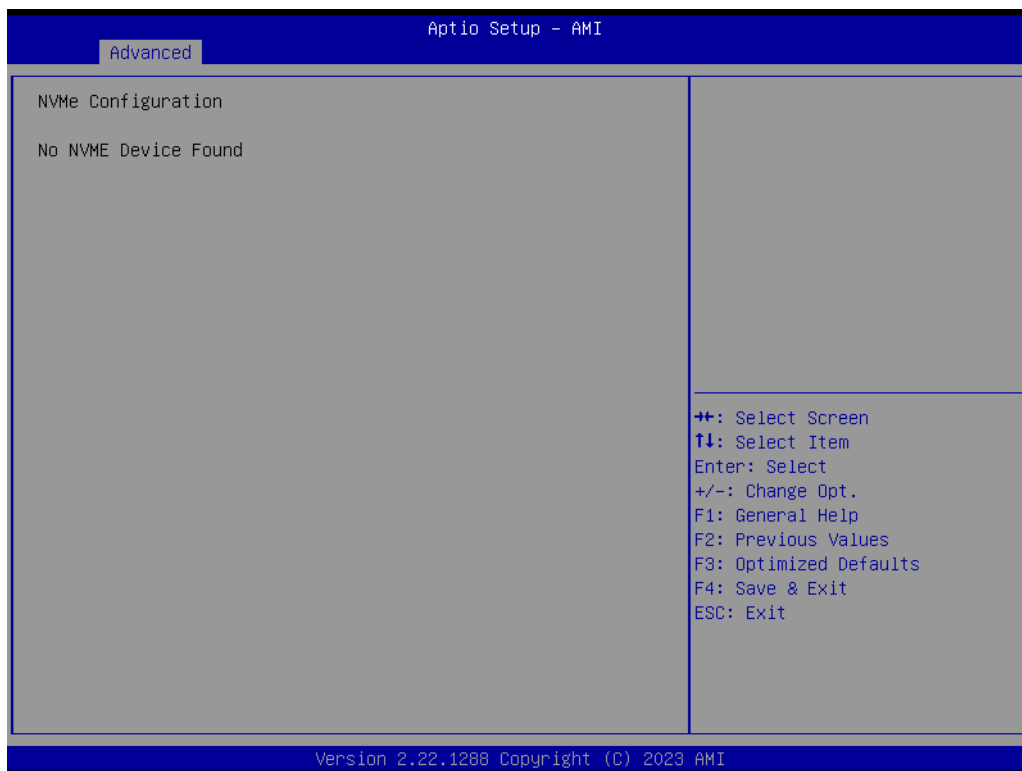 Aptio Setup – AMI
Advanced
NVMe Configuration
No NVME Device Found
→←: Select Screen
↑↓: Select Item
Enter: Select
+/-: Change Opt.
F1: General Help
F2: Previous Values
F3: Optimized Defaults
F4: Save & Exit
ESC: Exit
Version 2.22.1288 Copyright (C) 2023 AMI